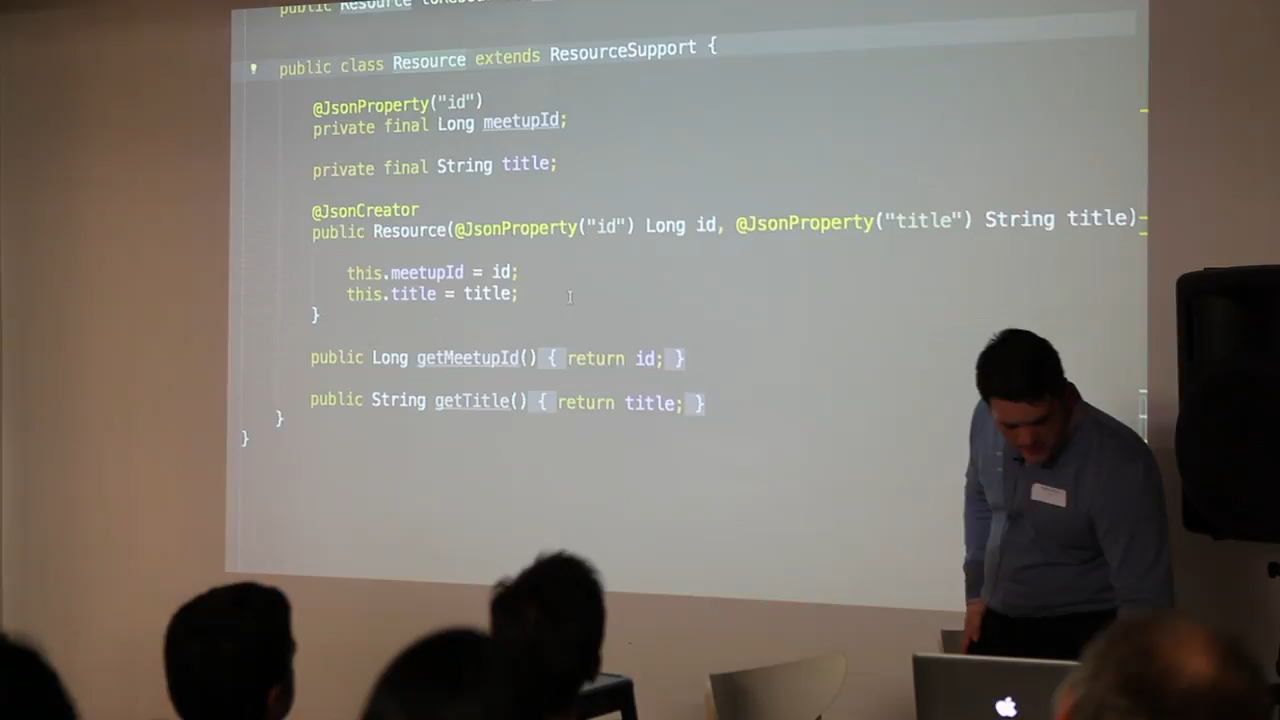 public Resource
public class Resource extends ResourceSupport {
@JsonProperty("id")
private final Long meetupId;
private final String title;
@JsonCreator
public Resource(@JsonProperty("id") Long id, @JsonProperty("title") String title)
this.meetupId = id;
this.title = title;
}
public Long getMeetupId() { return id; }
public String getTitle() { return title; }
}
}